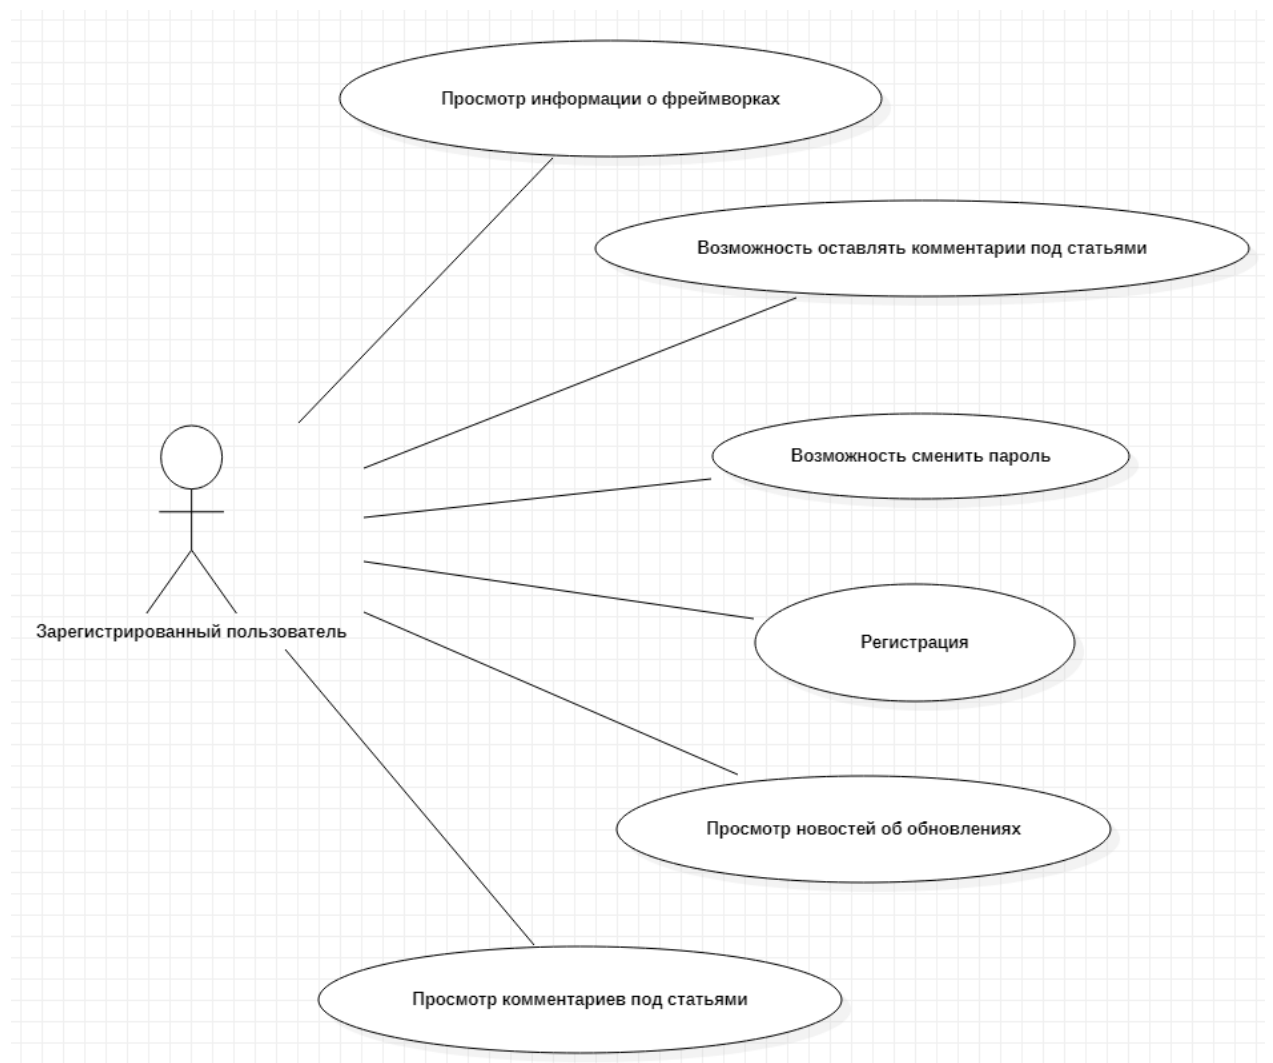 Просмотр информации о фреймворках
Возможность оставлять комментарии под статьями
Возможность сменить пароль
Зарегистрированный пользователь
Регистрация
Просмотр новостей об обновлениях
Просмотр комментариев под статьями